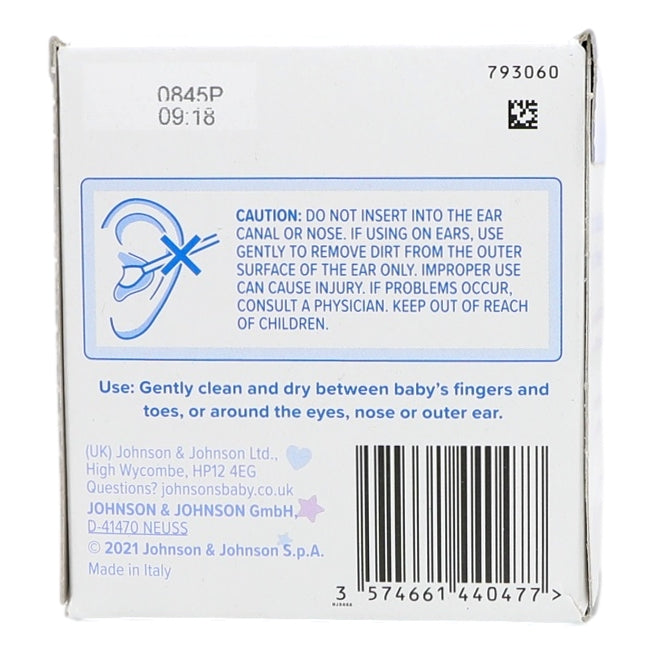 793060
0845P
09:18
CAUTION: DO NOT INSERT INTO THE EAR
CANAL OR NOSE. IF USING ON EARS, USE
GENTLY TO REMOVE DIRT FROM THE OUTER
SURFACE OF THE EAR ONLY. IMPROPER USE
CAN CAUSE INJURY. IF PROBLEMS OCCUR,
CONSULT A PHYSICIAN. KEEP OUT OF REACH
OF CHILDREN.
Use: Gently clean and dry between baby's fingers and
toes, or around the eyes, nose or outer ear.
(UK) Johnson & Johnson Ltd.,
High Wycombe, HP12 4EG
Questions? johnsonsbaby.co.uk
JOHNSON & JOHNSON GmbH,
D-41470 NEUSS
© 2021 Johnson & Johnson S.p.A.
Made in Italy
3 574661 440477 >